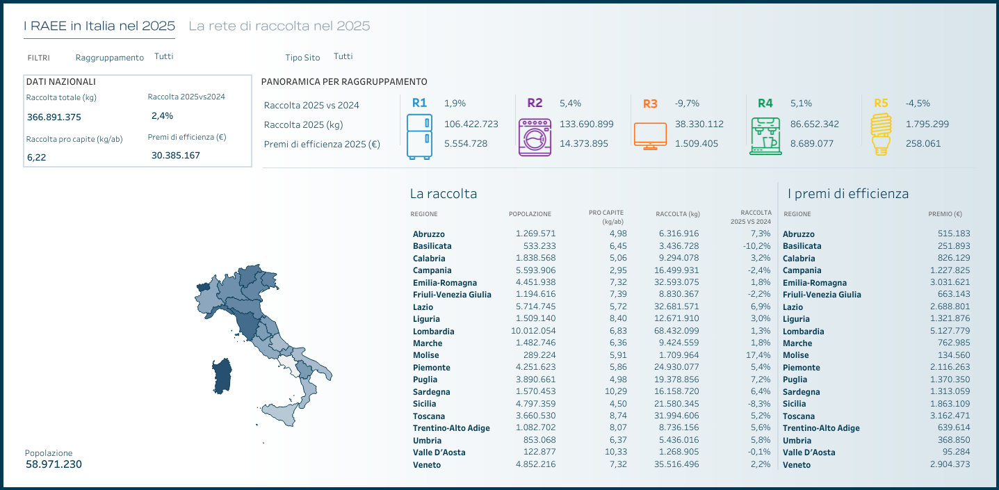 I RAEE in Italia nel 2025 La rete di raccolta nel 2025
FILTRI Raggruppamento Tutti Tipo Sito Tutti
DATI NAZIONALI
Raccolta totale (kg) Raccolta 2025vs2024
366.891.375 2,4%
Raccolta pro capite (kg/ab) Premi di efficienza (€)
6,22 30.385.167
PANORAMICA PER RAGGRUPPAMENTO
R1 R2 R3 R4 R5
Raccolta 2025 vs 2024 1,9% 5,4% -9,7% 5,1% -4,5%
Raccolta 2025 (kg) 106.422.723 133.690.899 38.330.112 86.652.342 1.795.299
Premi di efficienza 2025 (€) 5.554.728 14.373.895 1.509.405 8.689.077 258.061
La raccolta
REGIONE POPOLAZIONE PRO CAPITE (kg/ab) RACCOLTA (kg) RACCOLTA 2025 VS 2024
Abruzzo 1.269.571 4,98 6.316.916 7,3%
Basilicata 533.233 6,45 3.436.728 -10,2%
Calabria 1.838.568 5,06 9.294.078 3,2%
Campania 5.593.906 2,95 16.499.931 -2,4%
Emilia-Romagna 4.451.938 7,32 32.593.075 1,8%
Friuli-Venezia Giulia 1.194.616 7,39 8.830.367 -2,2%
Lazio 5.714.745 5,72 32.681.571 6,9%
Liguria 1.509.140 8,40 12.671.910 3,0%
Lombardia 10.012.054 6,83 68.432.099 1,3%
Marche 1.482.746 6,36 9.424.559 1,8%
Molise 289.224 5,91 1.709.964 17,4%
Piemonte 4.251.623 5,86 24.930.077 5,4%
Puglia 3.890.661 4,98 19.378.856 7,2%
Sardegna 1.570.453 10,29 16.158.720 6,4%
Sicilia 4.797.359 4,50 21.580.345 -8,3%
Toscana 3.660.530 8,74 31.994.606 5,2%
Trentino-Alto Adige 1.082.702 8,07 8.736.156 5,6%
Umbria 853.068 6,37 5.436.016 5,8%
Valle D'Aosta 122.877 10,33 1.268.905 -0,1%
Veneto 4.852.216 7,32 35.516.496 2,2%
I premi di efficienza
REGIONE PREMIO (€)
Abruzzo 515.183
Basilicata 251.893
Calabria 826.129
Campania 1.227.825
Emilia-Romagna 3.031.621
Friuli-Venezia Giulia 663.143
Lazio 2.688.801
Liguria 1.321.876
Lombardia 5.127.779
Marche 762.985
Molise 134.560
Piemonte 2.116.263
Puglia 1.370.350
Sardegna 1.313.059
Sicilia 1.863.109
Toscana 3.162.471
Trentino-Alto Adige 639.614
Umbria 368.850
Valle D'Aosta 95.284
Veneto 2.904.373
Popolazione
58.971.230